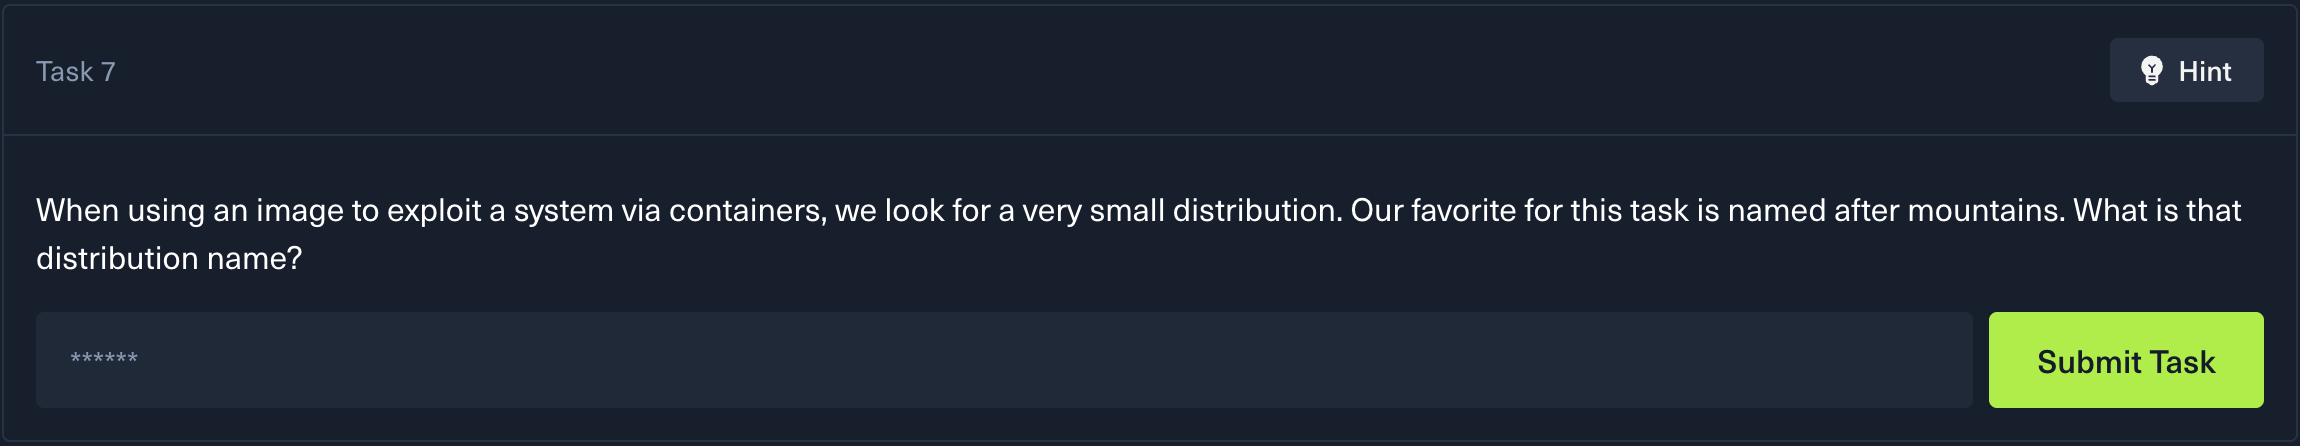 Task 7
Hint
When using an image to exploit a system via containers, we look for a very small distribution. Our favorite for this task is named after mountains. What is that
distribution name?
******
Submit Task